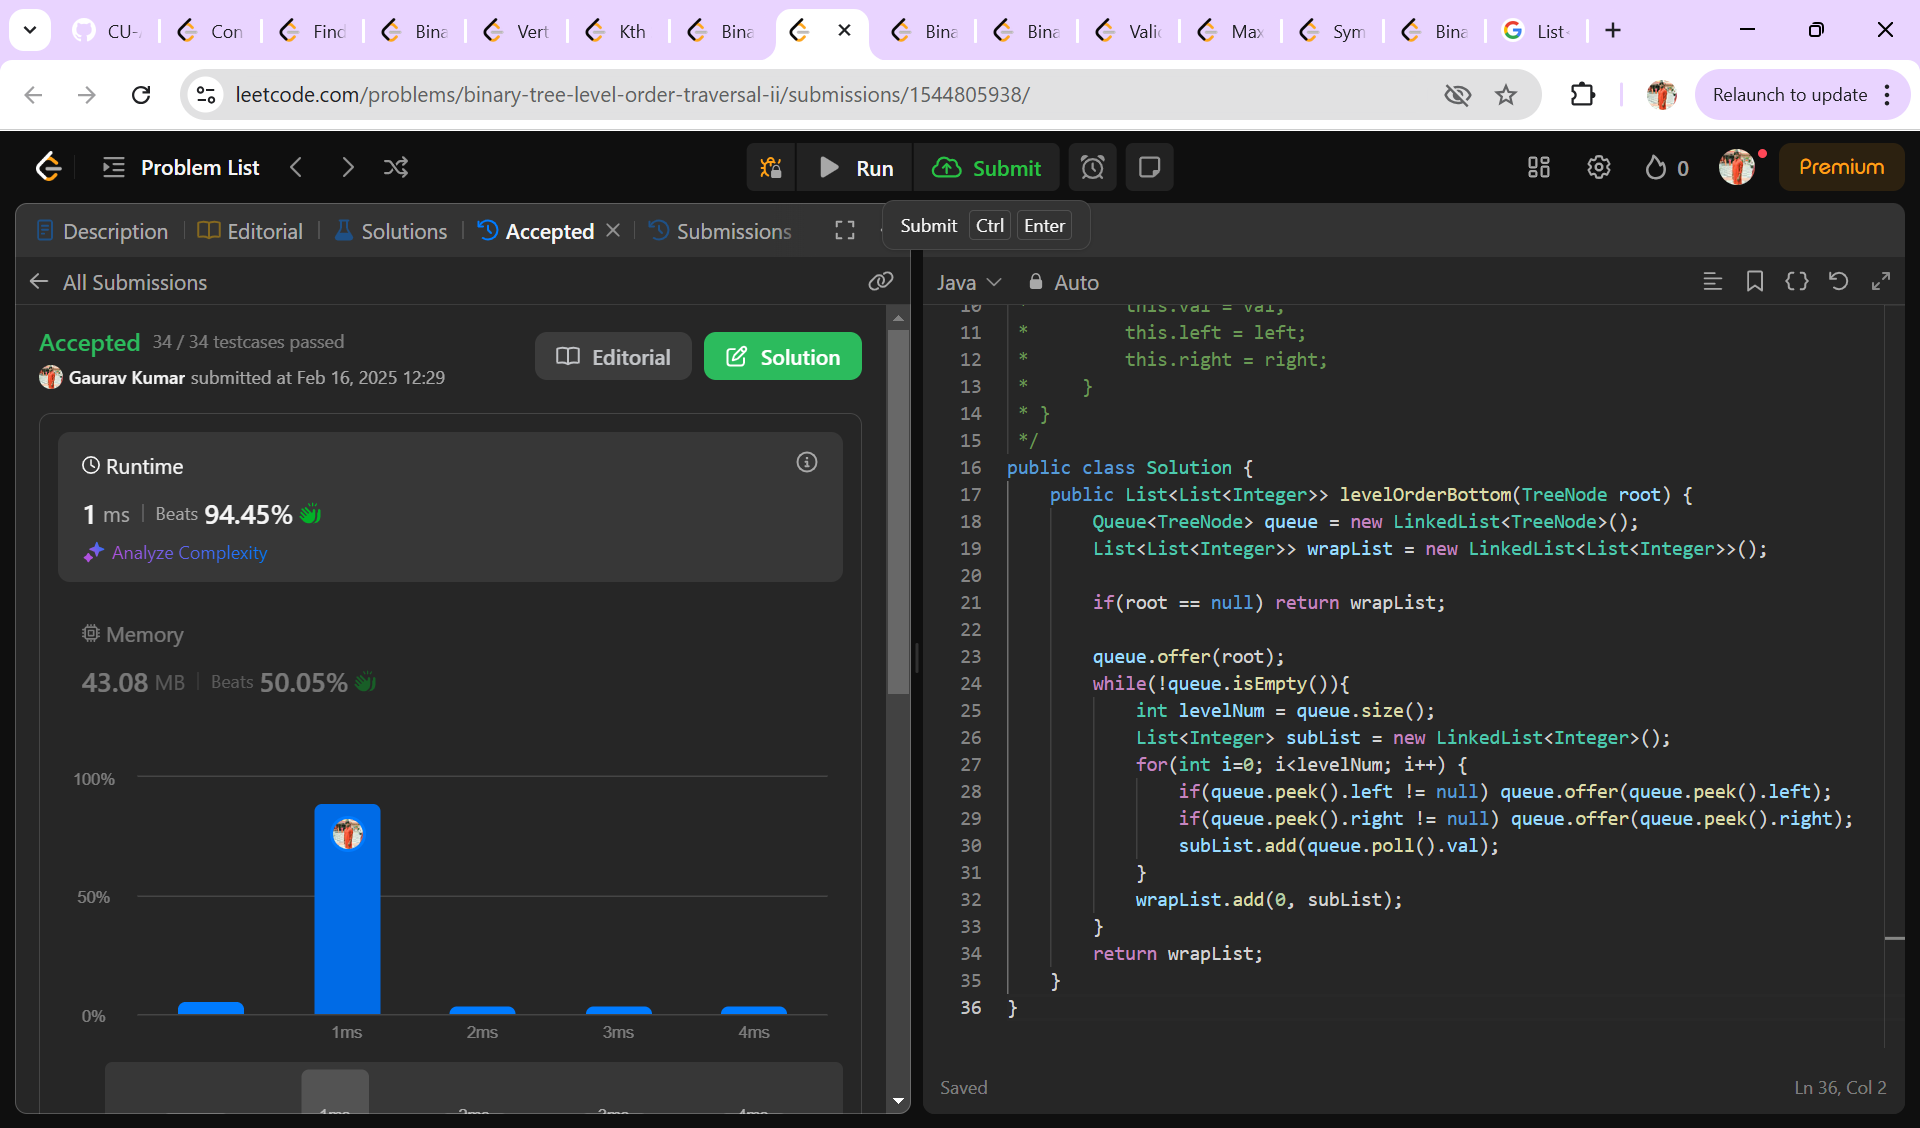 CU-
Con
Find
Bina
Vert
Kth
Bina
Bina
Bina
Valid
Max
Sym
Bina
List
leetcode.com/problems/binary-tree-level-order-traversal-ii/submissions/1544805938/
Relaunch to update
Problem List
Run
Submit
0
Premium
Description
Editorial
Solutions
Accepted
Submissions
Submit Ctrl Enter
All Submissions
Java
Auto
Accepted 34 / 34 testcases passed
Gaurav Kumar submitted at Feb 16, 2025 12:29
Editorial
Solution
Runtime
1 ms | Beats 94.45%
Analyze Complexity
Memory
43.08 MB | Beats 50.05%
100%
50%
0%
1ms 2ms 3ms 4ms
1ms 2ms 3ms 4ms
10 * this.val = val;
11 * this.left = left;
12 * this.right = right;
13 * }
14 * }
15 */
16 public class Solution {
17 public List<List<Integer>> levelOrderBottom(TreeNode root) {
18 Queue<TreeNode> queue = new LinkedList<TreeNode>();
19 List<List<Integer>> wrapList = new LinkedList<List<Integer>>();
20
21 if(root == null) return wrapList;
22
23 queue.offer(root);
24 while(!queue.isEmpty()){
25 int levelNum = queue.size();
26 List<Integer> subList = new LinkedList<Integer>();
27 for(int i=0; i<levelNum; i++) {
28 if(queue.peek().left != null) queue.offer(queue.peek().left);
29 if(queue.peek().right != null) queue.offer(queue.peek().right);
30 subList.add(queue.poll().val);
31 }
32 wrapList.add(0, subList);
33 }
34 return wrapList;
35 }
36 }
Saved
Ln 36, Col 2